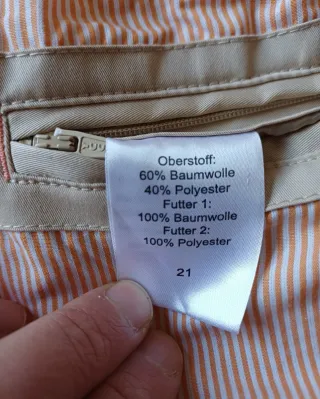 Oberstoff:
60% Baumwolle
40% Polyester
Futter 1:
100% Baumwolle
Futter 2:
100% Polyester
21